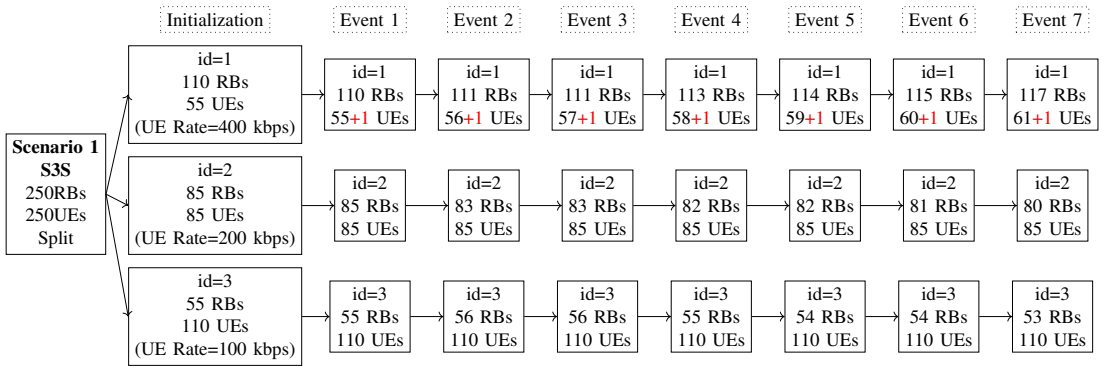 Initialization
Event 1
Event 2
Event 3
Event 4
Event 5
Event 6
Event 7
Scenario 1
S3S
250RBs
250UEs
Split
id=1
110 RBs
55 UEs
(UE Rate=400 kbps)
id=1
110 RBs
55+1 UEs
id=1
111 RBs
56+1 UEs
id=1
111 RBs
57+1 UEs
id=1
113 RBs
58+1 UEs
id=1
114 RBs
59+1 UEs
id=1
115 RBs
60+1 UEs
id=1
117 RBs
61+1 UEs
id=2
85 RBs
85 UEs
(UE Rate=200 kbps)
id=2
85 RBs
85 UEs
id=2
83 RBs
85 UEs
id=2
83 RBs
85 UEs
id=2
82 RBs
85 UEs
id=2
82 RBs
85 UEs
id=2
81 RBs
85 UEs
id=2
80 RBs
85 UEs
id=3
55 RBs
110 UEs
(UE Rate=100 kbps)
id=3
55 RBs
110 UEs
id=3
56 RBs
110 UEs
id=3
56 RBs
110 UEs
id=3
55 RBs
110 UEs
id=3
54 RBs
110 UEs
id=3
54 RBs
110 UEs
id=3
53 RBs
110 UEs